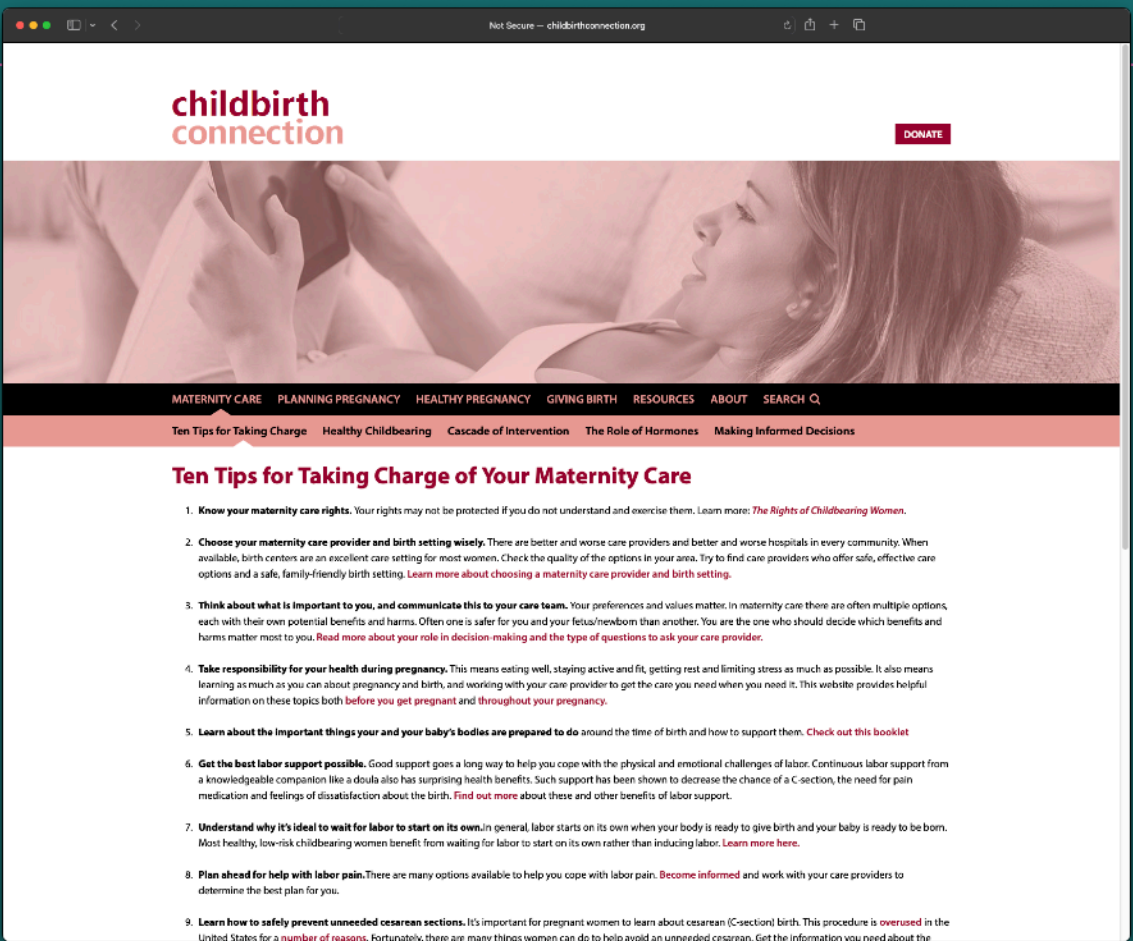 Not Secure — childbirthconnection.org
childbirth
connection
DONATE
MATERNITY CARE PLANNING PREGNANCY HEALTHY PREGNANCY GIVING BIRTH RESOURCES ABOUT SEARCH
Ten Tips for Taking Charge Healthy Childbearing Cascade of Intervention The Role of Hormones Making Informed Decisions
Ten Tips for Taking Charge of Your Maternity Care
1. Know your maternity care rights. Your rights may not be protected if you do not understand and exercise them. Learn more: The Rights of Childbearing Women.
2. Choose your maternity care provider and birth setting wisely. There are better and worse care providers and better and worse hospitals in every community. When
available, birth centers are an excellent care setting for most women. Check the quality of the options in your area. Try to find care providers who offer safe, effective care
options and a safe, family-friendly birth setting. Learn more about choosing a maternity care provider and birth setting.
3. Think about what is important to you, and communicate this to your care team. Your preferences and values matter. In maternity care there are often multiple options,
each with their own potential benefits and harms. Often one is safer for you and your fetus/newborn than another. You are the one who should decide which benefits and
harms matter most to you. Read more about your role in decision-making and the type of questions to ask your care provider.
4. Take responsibility for your health during pregnancy. This means eating well, staying active and fit, getting rest and limiting stress as much as possible. It also means
learning as much as you can about pregnancy and birth, and working with your care provider to get the care you need when you need it. This website provides helpful
information on these topics both before you get pregnant and throughout your pregnancy.
5. Learn about the important things your and your baby's bodies are prepared to do around the time of birth and how to support them. Check out this booklet
6. Get the best labor support possible. Good support goes a long way to help you cope with the physical and emotional challenges of labor. Continuous labor support from
a knowledgeable companion like a doula also has surprising health benefits. Such support has been shown to decrease the chance of a C-section, the need for pain
medication and feelings of dissatisfaction about the birth. Find out more about these and other benefits of labor support.
7. Understand why it's ideal to wait for labor to start on its own.In general, labor starts on its own when your body is ready to give birth and your baby is ready to be born.
Most healthy, low-risk childbearing women benefit from waiting for labor to start on its own rather than inducing labor. Learn more here.
8. Plan ahead for help with labor pain.There are many options available to help you cope with labor pain. Become informed and work with your care providers to
determine the best plan for you.
9. Learn how to safely prevent unneeded cesarean sections. It's important for pregnant women to learn about cesarean (C-section) birth. This procedure is overused in the
United States for a number of reasons. Fortunately, there are many things women can do to help avoid an unneeded cesarean. Get the information you need about the